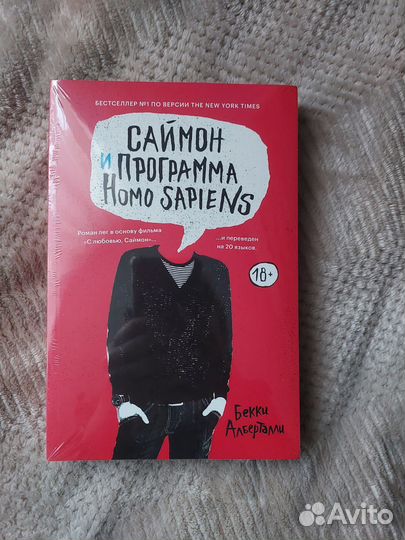 БЕСТСЕЛЛЕР №1 ПО ВЕРСИИ THE NEW YORK TIMES
САЙМОН
И ПРОГРАММА
HOMO SAPIENS
Роман лег в основу фильма
«С любовью, Саймон»...
...и переведен
на 20 языков.
18+
БЕККИ
АЛБЕРТАЛЛИ
Avito